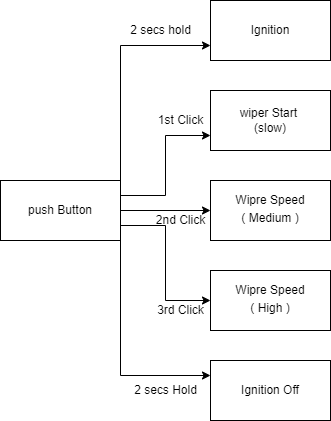 2 secs hold
Ignition
1st Click
wiper Start
(slow)
push Button
2nd Click
Wipre Speed
( Medium )
3rd Click
Wipre Speed
( High )
2 secs Hold
Ignition Off